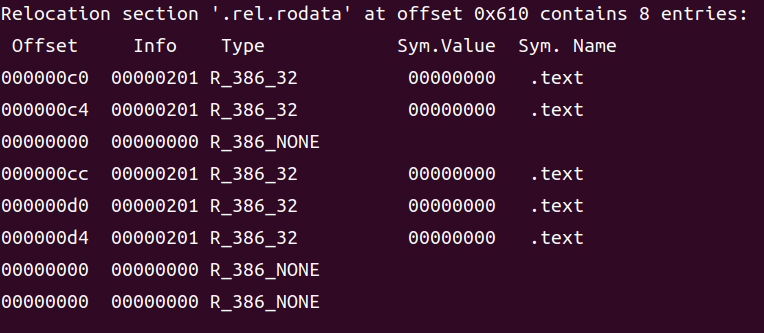 Relocation section '.rel.rodata' at offset 0x610 contains 8 entries:
 Offset     Info    Type            Sym.Value  Sym. Name
000000c0  00000201 R_386_32          00000000   .text
000000c4  00000201 R_386_32          00000000   .text
00000000  00000000 R_386_NONE
000000cc  00000201 R_386_32          00000000   .text
000000d0  00000201 R_386_32          00000000   .text
000000d4  00000201 R_386_32          00000000   .text
00000000  00000000 R_386_NONE
00000000  00000000 R_386_NONE